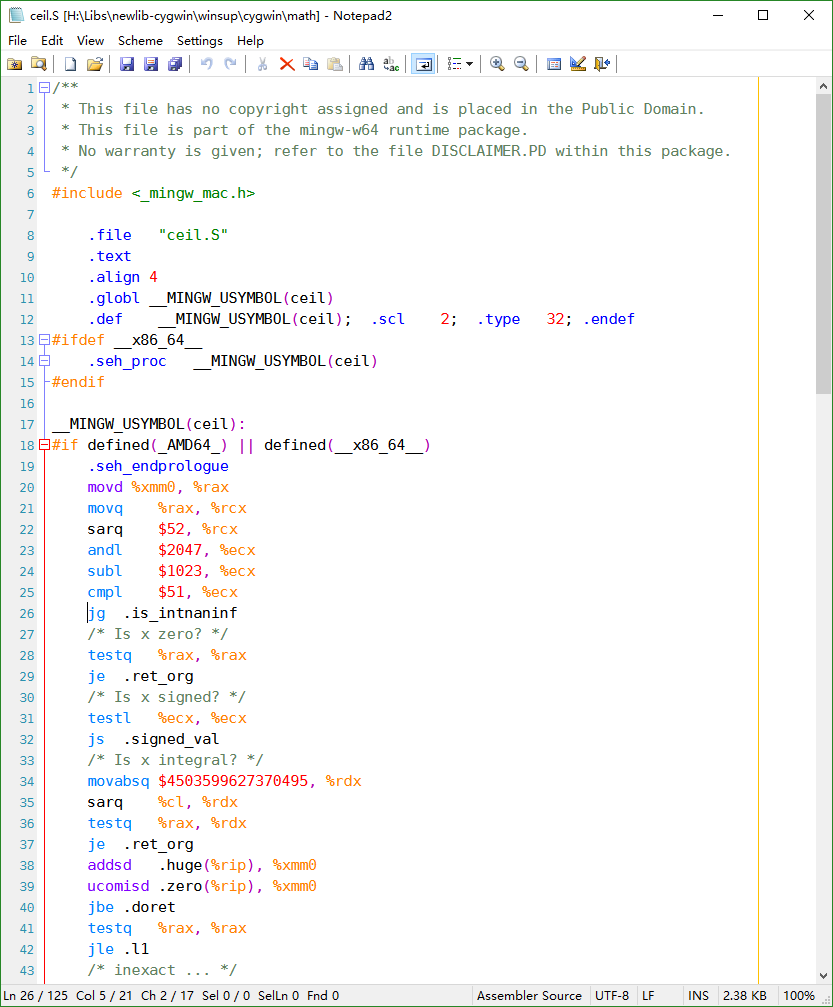 ceil.S [H:\Libs\newlib-cygwin\winsup\cygwin\math] - Notepad2
File Edit View Scheme Settings Help
1 /**
2  * This file has no copyright assigned and is placed in the Public Domain.
3  * This file is part of the mingw-w64 runtime package.
4  * No warranty is given; refer to the file DISCLAIMER.PD within this package.
5  */
6 #include <_mingw_mac.h>
7
8     .file   "ceil.S"
9     .text
10     .align 4
11     .globl __MINGW_USYMBOL(ceil)
12     .def    __MINGW_USYMBOL(ceil);  .scl    2;  .type   32; .endef
13 #ifdef __x86_64__
14     .seh_proc   __MINGW_USYMBOL(ceil)
15 #endif
16
17 __MINGW_USYMBOL(ceil):
18 #if defined(_AMD64_) || defined(__x86_64__)
19     .seh_endprologue
20     movd %xmm0, %rax
21     movq    %rax, %rcx
22     sarq    $52, %rcx
23     andl    $2047, %ecx
24     subl    $1023, %ecx
25     cmpl    $51, %ecx
26     jg  .is_intnaninf
27     /* Is x zero? */
28     testq   %rax, %rax
29     je  .ret_org
30     /* Is x signed? */
31     testl   %ecx, %ecx
32     js  .signed_val
33     /* Is x integral? */
34     movabsq $4503599627370495, %rdx
35     sarq    %cl, %rdx
36     testq   %rax, %rdx
37     je  .ret_org
38     addsd   .huge(%rip), %xmm0
39     ucomisd .zero(%rip), %xmm0
40     jbe .doret
41     testq   %rax, %rax
42     jle .l1
43     /* inexact ... */
Ln 26 / 125 Col 5 / 21 Ch 2 / 17 Sel 0 / 0 SelLn 0 Fnd 0 Assembler Source UTF-8 LF INS 2.38 KB 100%